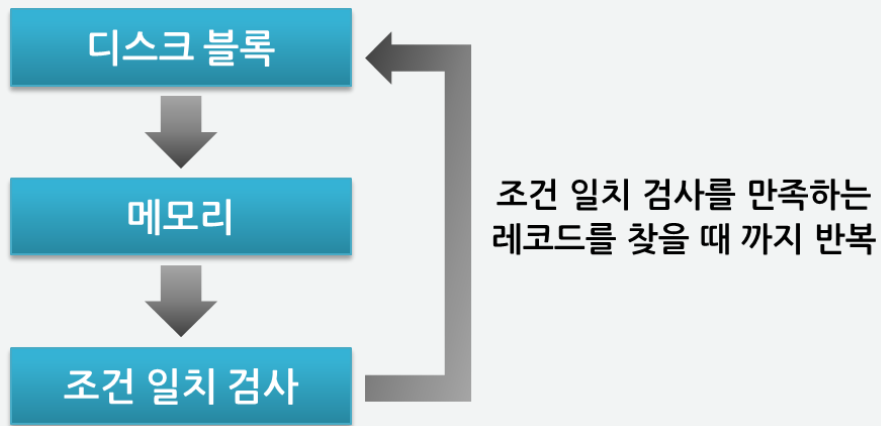 디스크 블록
메모리
조건 일치 검사를 만족하는
레코드를 찾을 때 까지 반복
조건 일치 검사